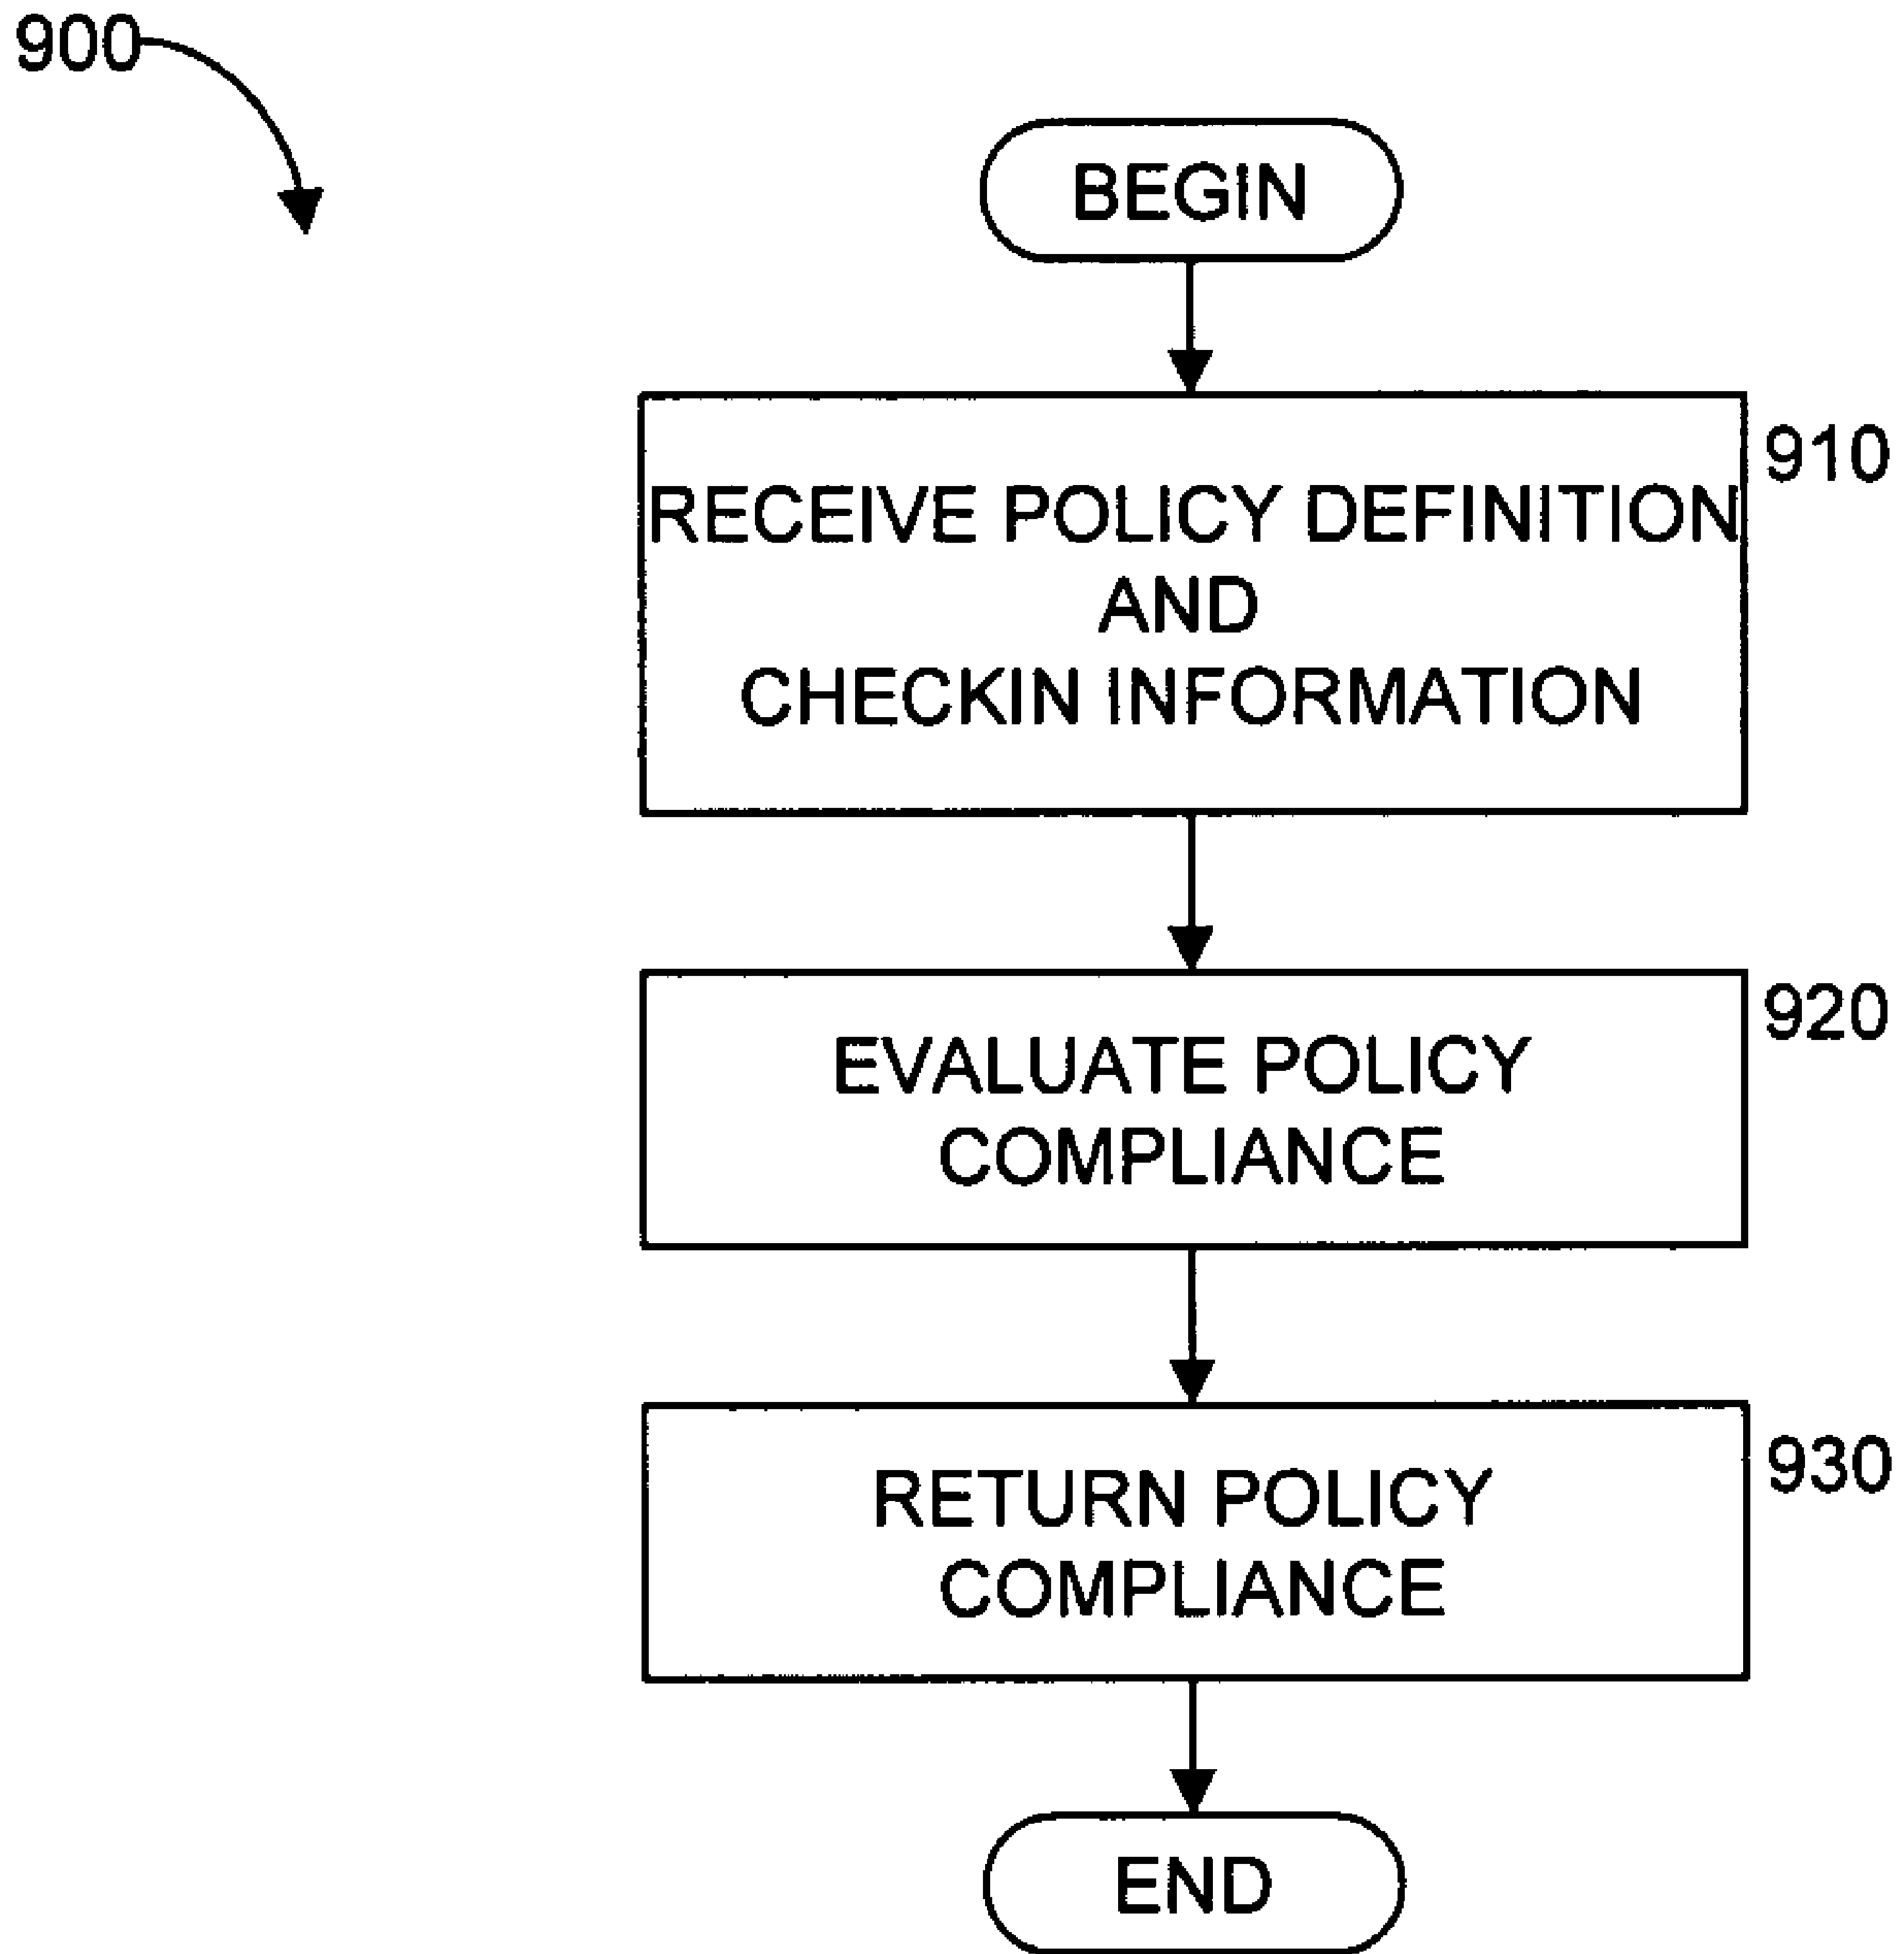 900
BEGIN
910
RECEIVE POLICY DEFINITION
AND
CHECKIN INFORMATION
920
EVALUATE POLICY
COMPLIANCE
930
RETURN POLICY
COMPLIANCE
END